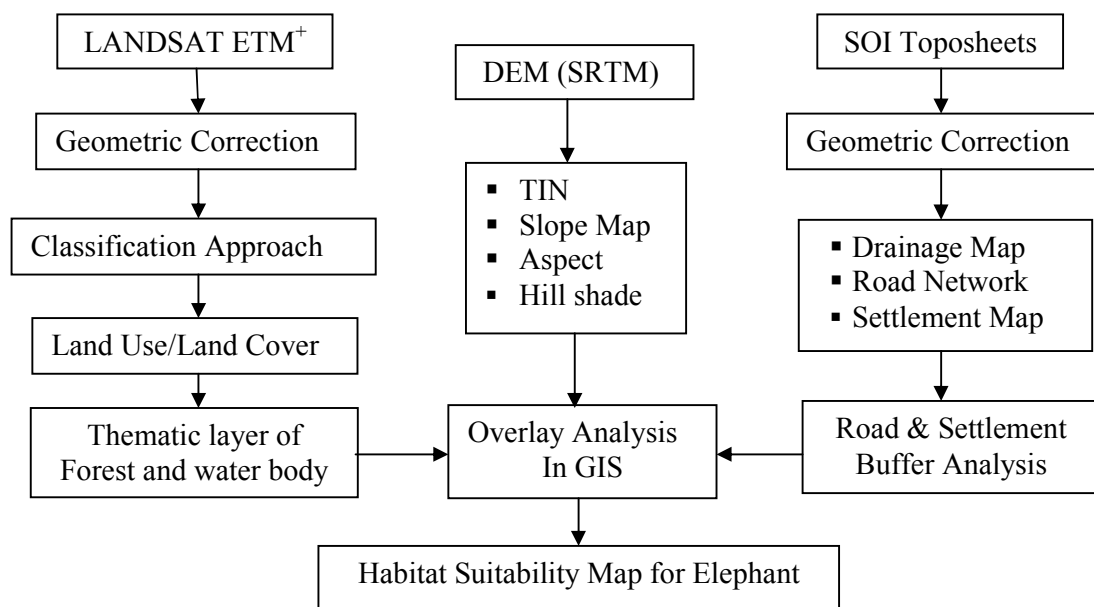 LANDSAT ETM+
Geometric Correction
Classification Approach
Land Use/Land Cover
Thematic layer of
Forest and water body
DEM (SRTM)
▪ TIN
▪ Slope Map
▪ Aspect
▪ Hill shade
Overlay Analysis
In GIS
SOI Toposheets
Geometric Correction
▪ Drainage Map
▪ Road Network
▪ Settlement Map
Road & Settlement
Buffer Analysis
Habitat Suitability Map for Elephant